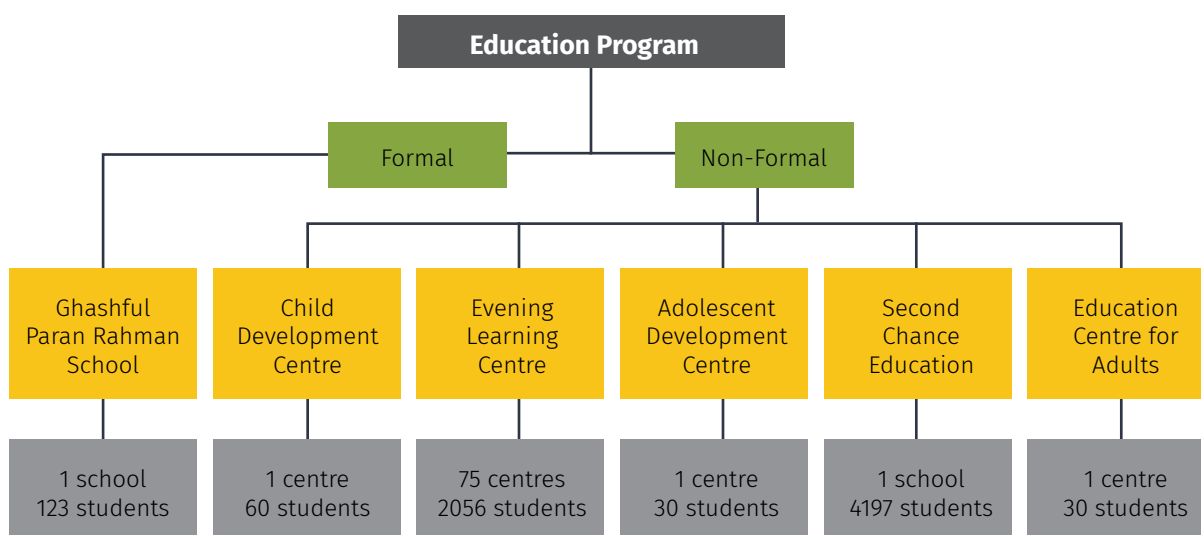 Education Program
Formal
Non-Formal
Ghashful
Paran Rahman
School
Child
Development
Centre
Evening
Learning
Centre
Adolescent
Development
Centre
Second
Chance
Education
Education
Centre for
Adults
1 school
123 students
1 centre
60 students
75 centres
2056 students
1 centre
30 students
1 school
4197 students
1 centre
30 students